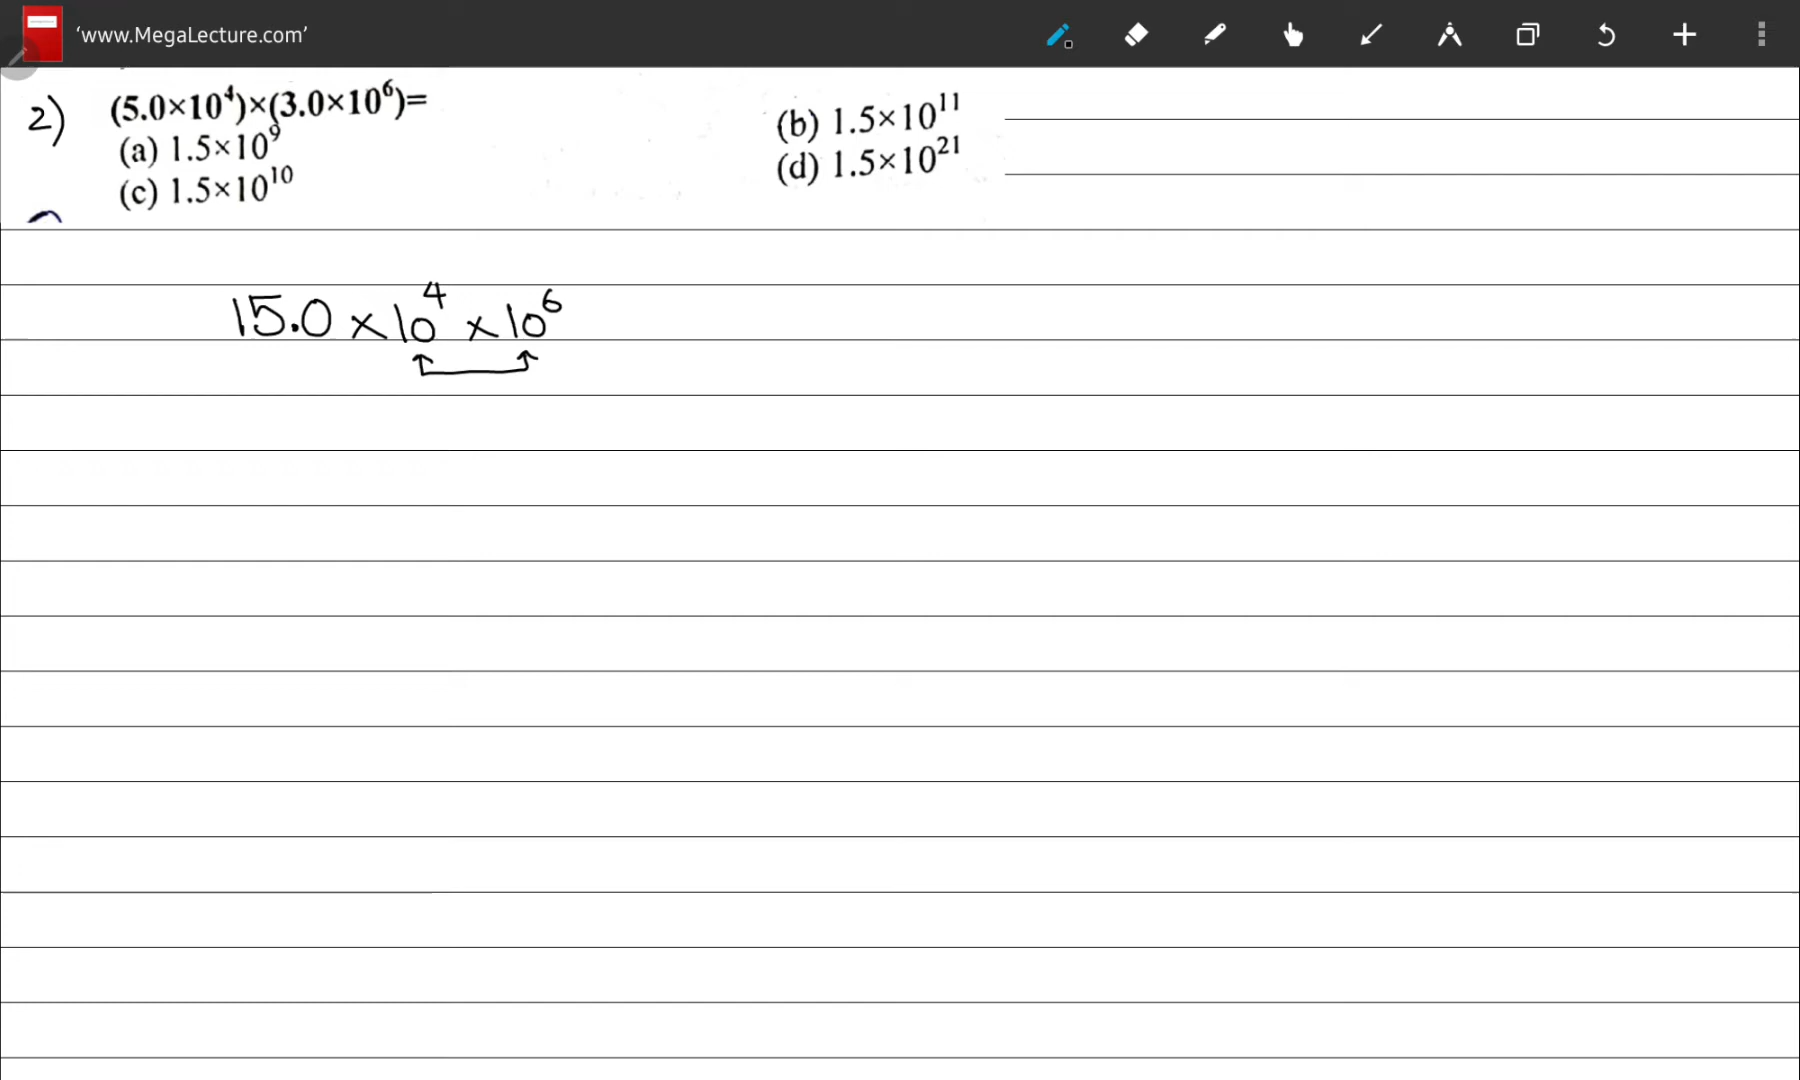 ‘www.MegaLecture.com’
2) (5.0×10⁴)×(3.0×10⁶)=
(a) 1.5×10⁹ (b) 1.5×10¹¹
(c) 1.5×10¹⁰ (d) 1.5×10²¹
15.0 × 10⁴ × 10⁶